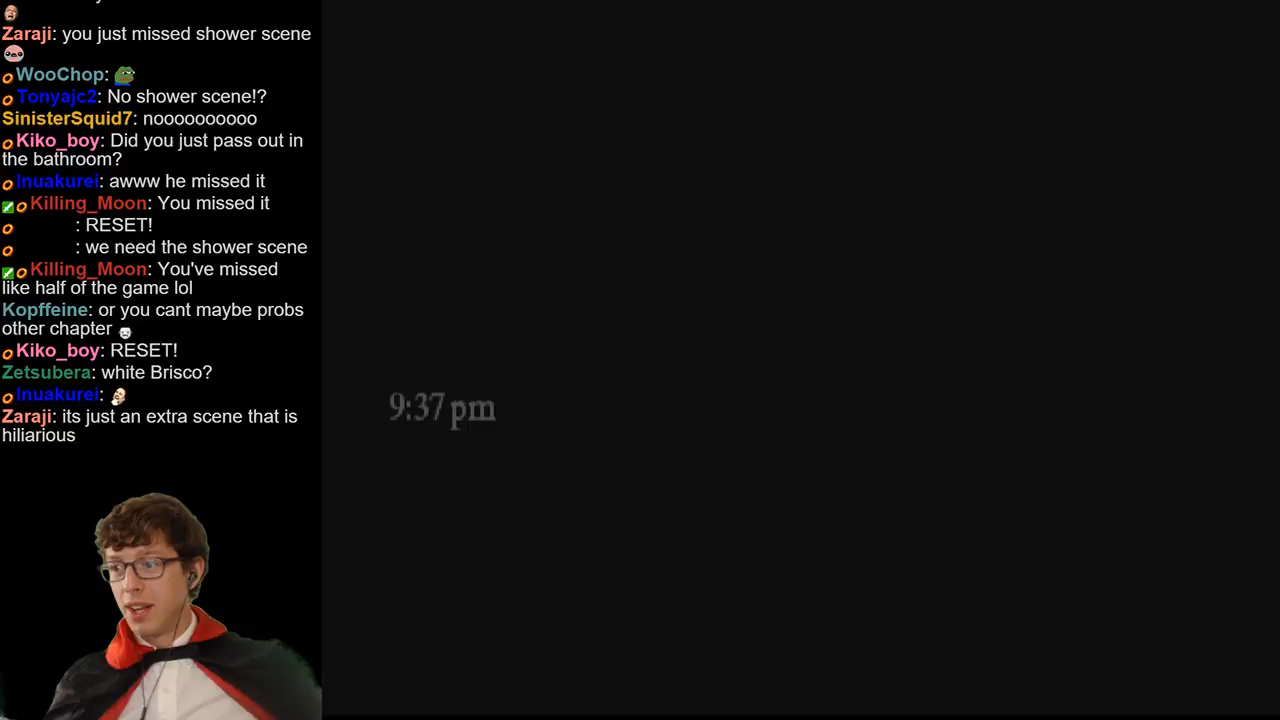 Zaraji: you just missed shower scene
WooChop:
Tonyajc2: No shower scene!?
SinisterSquid7: noooooooooo
Kiko_boy: Did you just pass out in
the bathroom?
Inuakurei: awww he missed it
Killing_Moon: You missed it
: RESET!
: we need the shower scene
Killing_Moon: You've missed
like half of the game lol
Kopffeine: or you cant maybe probs
other chapter
Kiko_boy: RESET!
Zetsubera: white Brisco?
Inuakurei:
Zaraji: its just an extra scene that is
hiliarious
9:37 pm